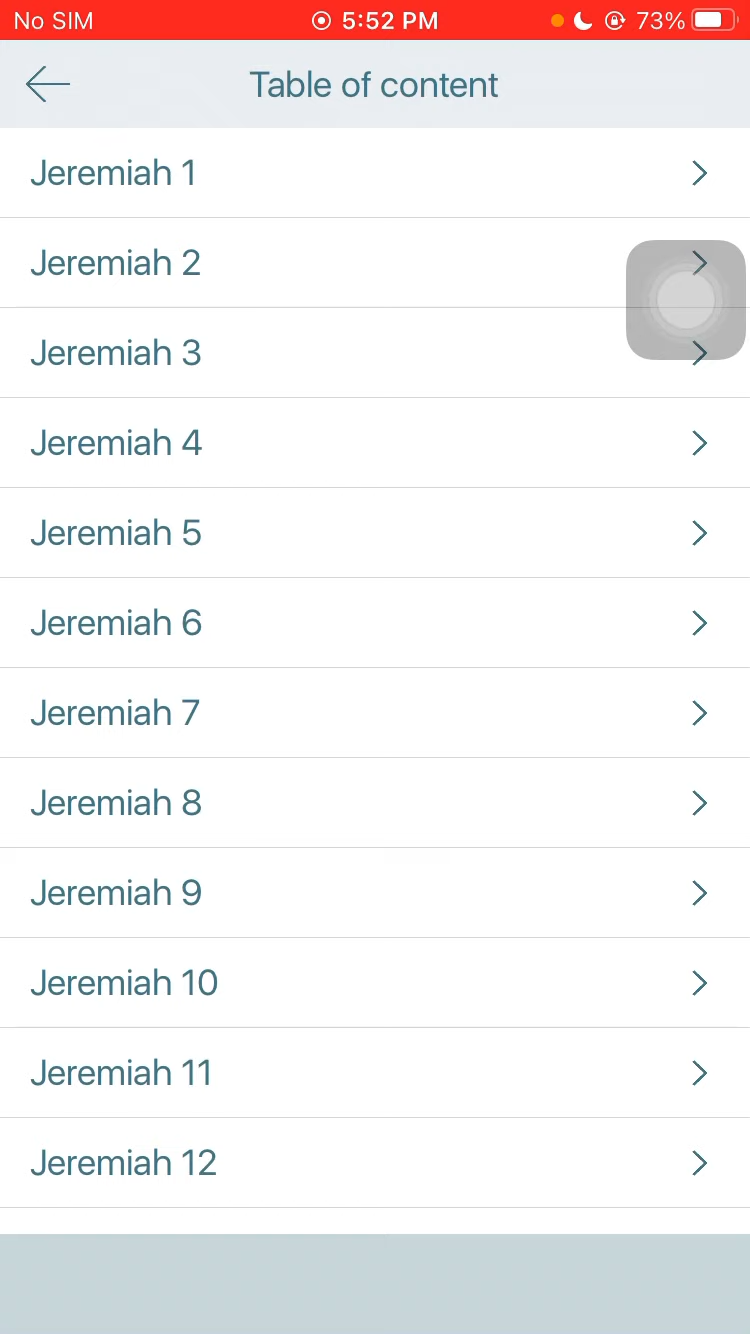 No SIM 5:52 PM 73%
Table of content
Jeremiah 1
Jeremiah 2
Jeremiah 3
Jeremiah 4
Jeremiah 5
Jeremiah 6
Jeremiah 7
Jeremiah 8
Jeremiah 9
Jeremiah 10
Jeremiah 11
Jeremiah 12